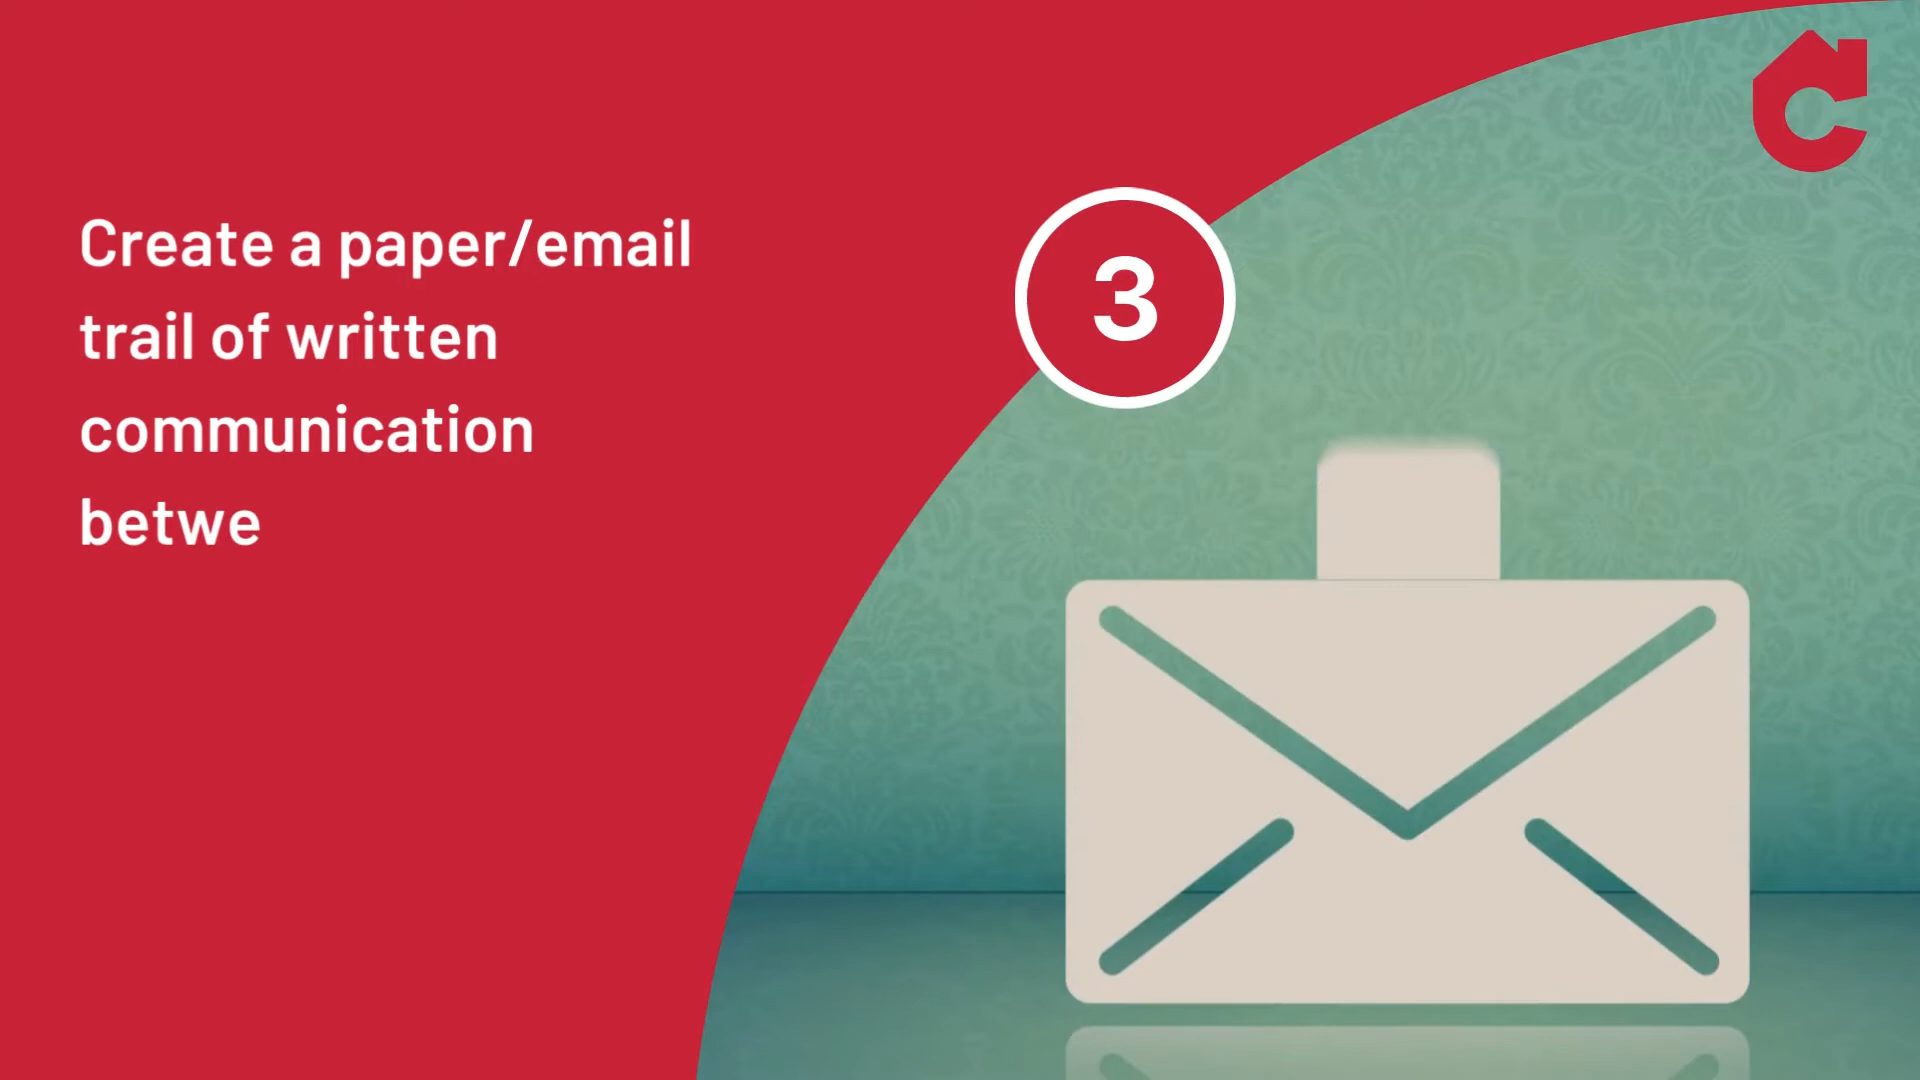 Create a paper/email
trail of written
communication
betwe
3